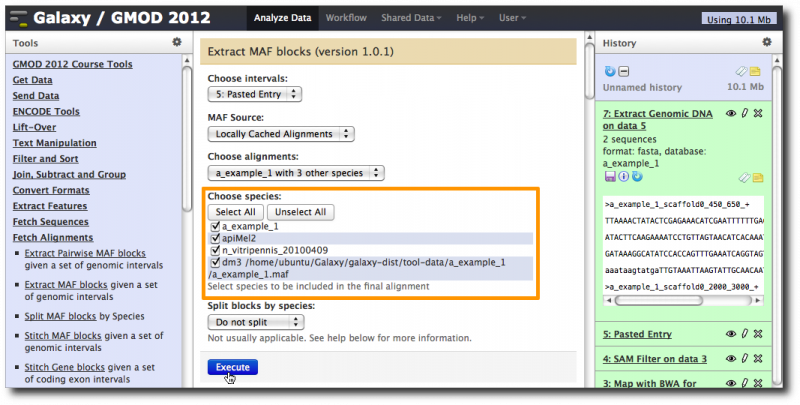 Galaxy / GMOD 2012
Analyze Data Workflow Shared Data Help User
Using 10.1 Mb
Tools
GMOD 2012 Course Tools
Get Data
Send Data
ENCODE Tools
Lift-Over
Text Manipulation
Filter and Sort
Join, Subtract and Group
Convert Formats
Extract Features
Fetch Sequences
Fetch Alignments
Extract Pairwise MAF blocks
given a set of genomic intervals
Extract MAF blocks given a set of
genomic intervals
Split MAF blocks by Species
Stitch MAF blocks given a set of
genomic intervals
Stitch Gene blocks given a set of
coding exon intervals
Extract MAF blocks (version 1.0.1)
Choose intervals:
5: Pasted Entry
MAF Source:
Locally Cached Alignments
Choose alignments:
a_example_1 with 3 other species
Choose species:
Select All Unselect All
a_example_1
apiMel2
n_vitripennis_20100409
dm3 /home/ubuntu/Galaxy/galaxy-dist/tool-data/a_example_1
/a_example_1.maf
Select species to be included in the final alignment
Split blocks by species:
Do not split
Not usually applicable. See help below for more information.
Execute
History
Unnamed history 10.1 Mb
7: Extract Genomic DNA
on data 5
2 sequences
format: fasta, database:
a_example_1
>a_example_1_scaffold0_450_650_+
TTAAAACTATACTCGAGAAACATCGAATTTTTTGA
ATACTTCAAGAAAATCCTGTTAGTAACATCACAAA
GATAAAGGCATATCCACCAGTTTGAAATCAGGTAG
aaataagtatgaTTGTAAATTAGTATTGCAACAAT
>a_example_1_scaffold0_2000_3000_+
5: Pasted Entry
4: SAM Filter on data 3
3: Map with BWA for